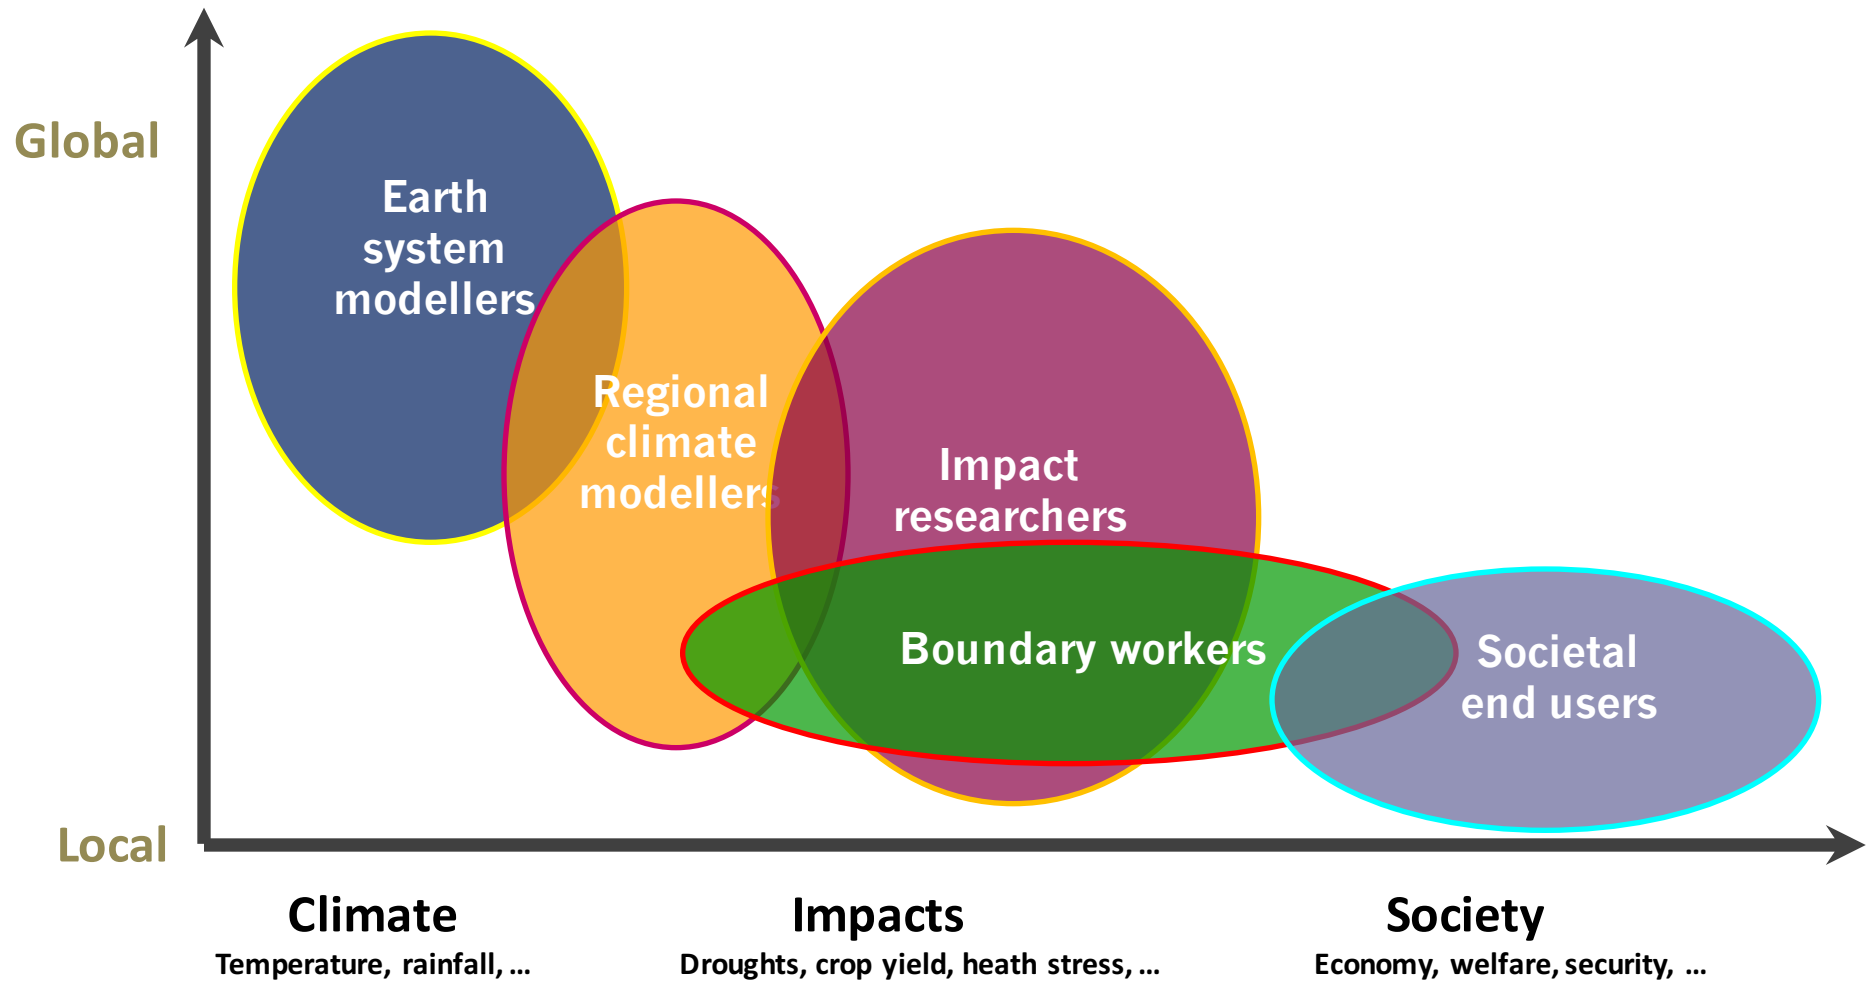 Global
Earth
system
modellers
Regional
climate
modellers
Impact
researchers
Boundary workers
Societal
end users
Local
Climate
Temperature, rainfall, ...
Impacts
Droughts, crop yield, heath stress, ...
Society
Economy, welfare, security, ...